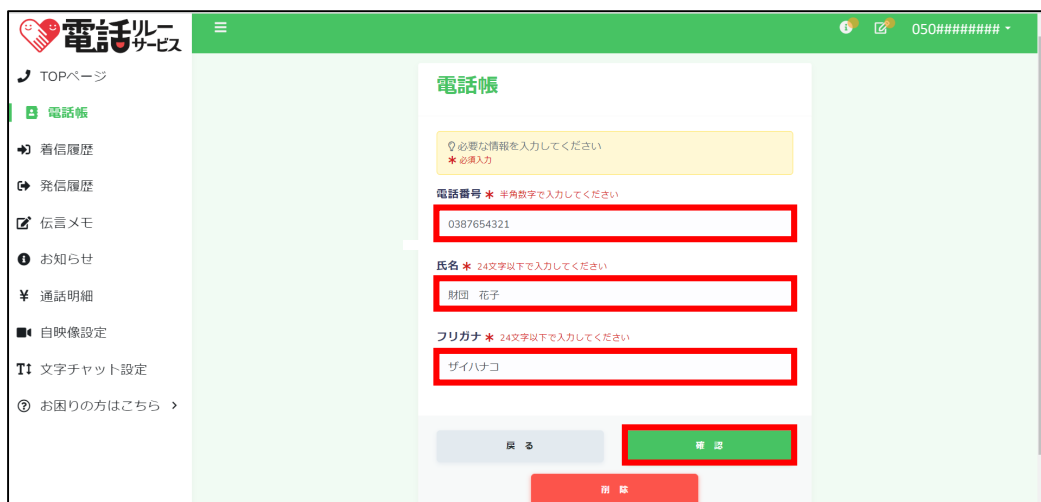 電話リレーサービス
050######## 
TOPページ
電話帳
着信履歴
発信履歴
伝言メモ
お知らせ
通話明細
自映像設定
文字チャット設定
お困りの方はこちら
電話帳
必要な情報を入力してください
* 必須入力
電話番号 * 半角数字で入力してください
0387654321
氏名 * 24文字以下で入力してください
財団 花子
フリガナ * 24文字以下で入力してください
ザイハナコ
戻る
確認
削除